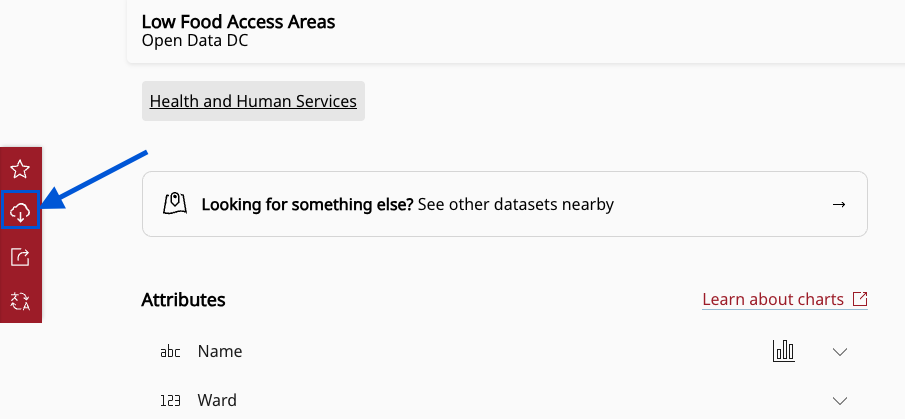 Low Food Access Areas
Open Data DC
Health and Human Services
Looking for something else? See other datasets nearby
Attributes
Learn about charts
abc Name
123 Ward